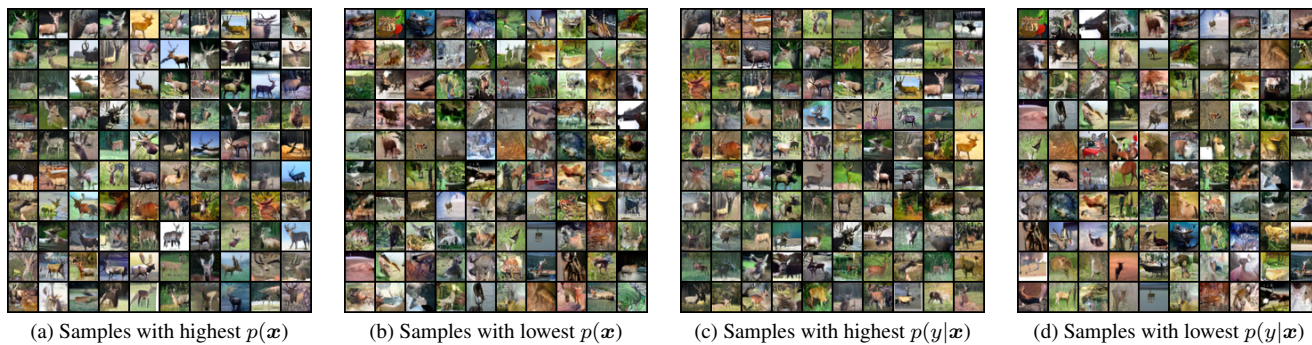 (a) Samples with highest p(x)
(b) Samples with lowest p(x)
(c) Samples with highest p(y|x)
(d) Samples with lowest p(y|x)